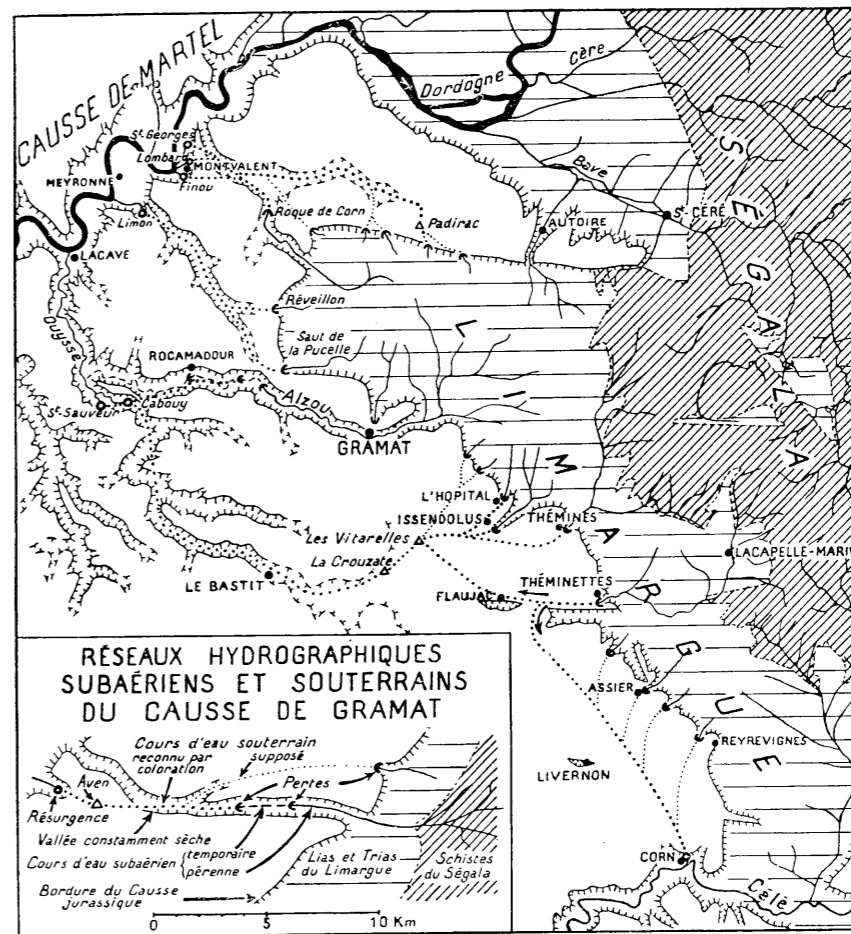 CAUSSE DE MARTEL
Dordogne
Cère
St Georges
Lombard
MONTVALENT
Finou
MEYRONNE
Limon
LACAVE
Roque de Corn
Padirac
AUTOIRE
Bave
St CÉRÉ
SÉGALA
Réveillon
Saut de
la Pucelle
LIMARGUE
Ouysse
ROCAMADOUR
Alzou
St Sauveur
Cabouy
GRAMAT
L'HOPITAL
ISSENDOLUS
THÉMINES
Les Vitarelles
La Crouzate
LE BASTIT
FLAUJAC
THÉMINETTES
LACAPELLE-MARI
ASSIER
REYREVIGNES
LIVERNON
CORN
Célé
RÉSEAUX HYDROGRAPHIQUES
SUBAÉRIENS ET SOUTERRAINS
DU CAUSSE DE GRAMAT
Cours d'eau souterrain
reconnu par
coloration
supposé
Aven
Pertes
Résurgence
Vallée constamment sèche
Cours d'eau subaérien
temporaire
pérenne
Lias et Trias
du Limargue
Schistes
du Ségala
Bordure du Causse
jurassique
0 5 10 Km